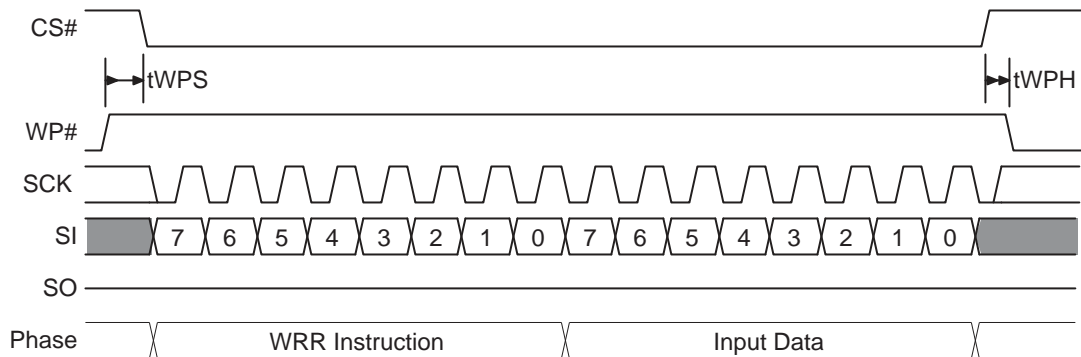 CS#
tWPS
tWPH
WP#
SCK
SI 7 6 5 4 3 2 1 0 7 6 5 4 3 2 1 0
SO
Phase WRR Instruction Input Data